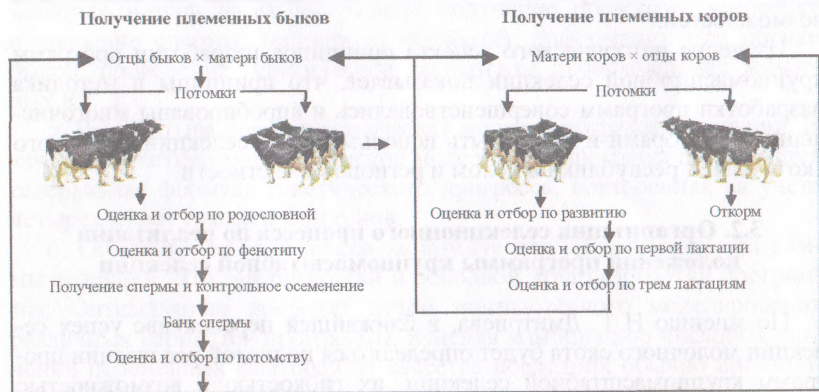 Получение племенных быков
Получение племенных коров
Отцы быков × матери быков
Матери коров × отцы коров
Потомки
Потомки
Оценка и отбор по родословной
Оценка и отбор по фенотипу
Получение спермы и контрольное осеменение
Банк спермы
Оценка и отбор по потомству
Оценка и отбор по развитию
Откорм
Оценка и отбор по первой лактации
Оценка и отбор по трем лактациям